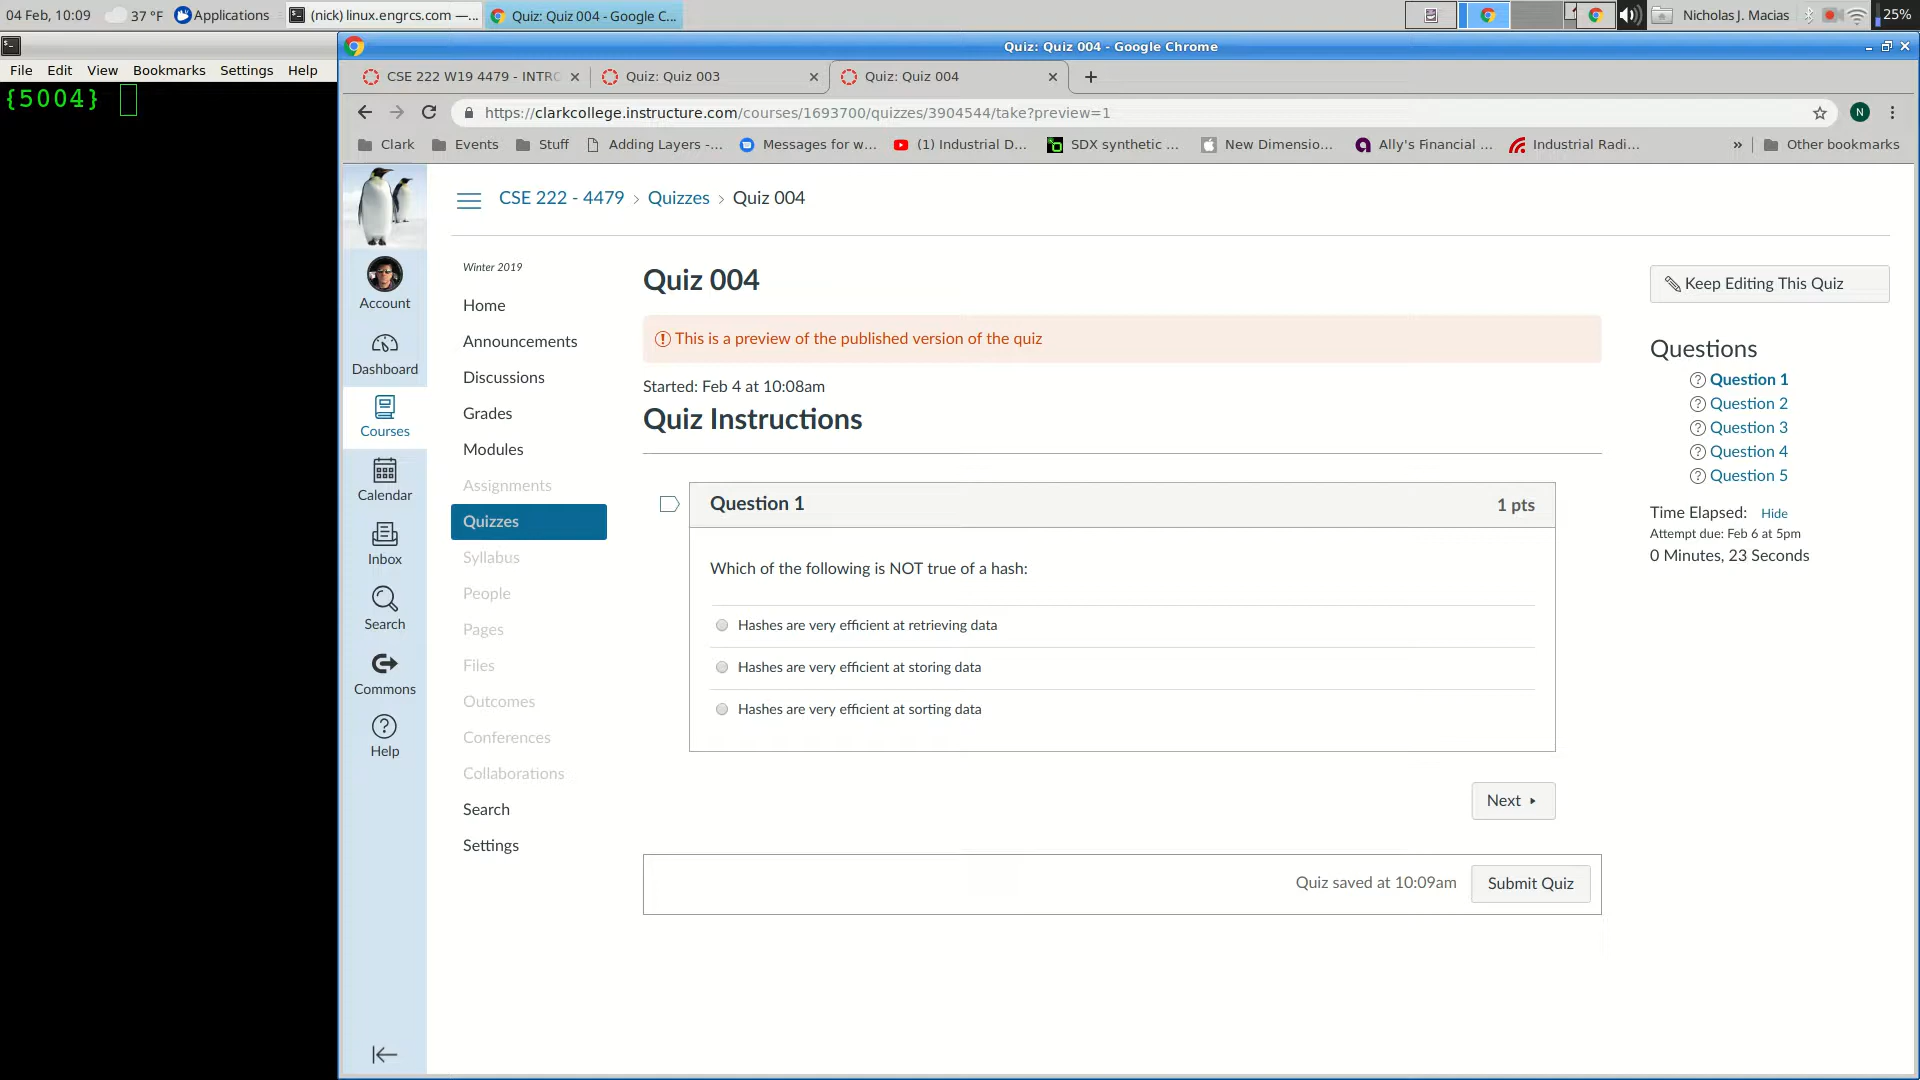 04 Feb, 10:09 37 °F Applications (nick) linux.engrcs.com —... Quiz: Quiz 004 - Google C... Nicholas J. Macias 25%
Quiz: Quiz 004 - Google Chrome
File Edit View Bookmarks Settings Help
{5004}
CSE 222 W19 4479 - INTRO Quiz: Quiz 003 Quiz: Quiz 004
https://clarkcollege.instructure.com/courses/1693700/quizzes/3904544/take?preview=1 N
Clark Events Stuff Adding Layers -... Messages for w... (1) Industrial D... SDX synthetic ... New Dimensio... Ally's Financial ... Industrial Radi... » Other bookmarks
CSE 222 - 4479 › Quizzes › Quiz 004
Account
Dashboard
Courses
Calendar
Inbox
Search
Commons
Help
Winter 2019
Home
Announcements
Discussions
Grades
Modules
Assignments
Quizzes
Syllabus
People
Pages
Files
Outcomes
Conferences
Collaborations
Search
Settings
Quiz 004
This is a preview of the published version of the quiz
Started: Feb 4 at 10:08am
Quiz Instructions
Question 1 1 pts
Which of the following is NOT true of a hash:
Hashes are very efficient at retrieving data
Hashes are very efficient at storing data
Hashes are very efficient at sorting data
Next
Quiz saved at 10:09am Submit Quiz
Keep Editing This Quiz
Questions
Question 1
Question 2
Question 3
Question 4
Question 5
Time Elapsed: Hide
Attempt due: Feb 6 at 5pm
0 Minutes, 23 Seconds